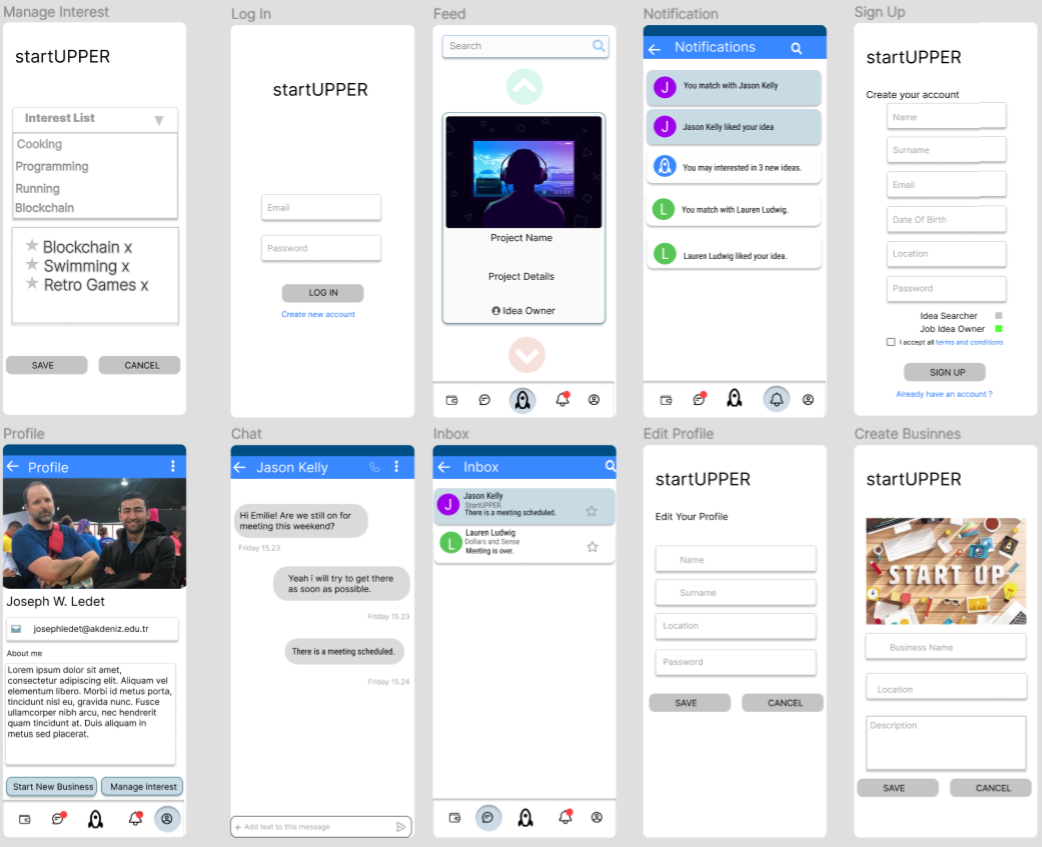 Manage Interest
startUPPER
Interest List
Cooking
Programming
Running
Blockchain
Blockchain x
Swimming x
Retro Games x
SAVE
CANCEL
Log In
startUPPER
Email
Password
LOG IN
Create new account
Feed
Search
Project Name
Project Details
Idea Owner
Notification
Notifications
J
You match with Jason Kelly
J
Jason Kelly liked your idea
You may interested in 3 new ideas.
L
You match with Lauren Ludwig.
L
Lauren Ludwig liked your idea.
Sign Up
startUPPER
Create your account
Name
Surname
Email
Date Of Birth
Location
Password
Idea Searcher
Job Idea Owner
I accept all terms and conditions
SIGN UP
Already have an account ?
Profile
Profile
Joseph W. Ledet
josephledet@akdeniz.edu.tr
About me
Lorem ipsum dolor sit amet,
consectetur adipiscing elit. Aliquam vel
elementum libero. Morbi id metus porta,
tincidunt nisl eu, gravida nunc. Fusce
ullamcorper nibh arcu, nec hendrerit
quam tincidunt at. Duis aliquam in
metus sed placerat.
Start New Business
Manage interest
Chat
Jason Kelly
Hi Emilie! Are we still on for
meeting this weekend?
Friday 15.23
Yeah i will try to get there
as soon as possible.
Friday 15.23
There is a meeting scheduled.
Friday 15.24
+ Add text to this message
Inbox
Inbox
J
Jason Kelly
StartUPPER
There is a meeting scheduled.
L
Lauren Ludwig
Dollars and Sense
Meeting is over.
Edit Profile
startUPPER
Edit Your Profile
Name
Surname
Location
Password
SAVE
CANCEL
Create Businnes
startUPPER
START UP
Business Name
Location
Description
SAVE
CANCEL